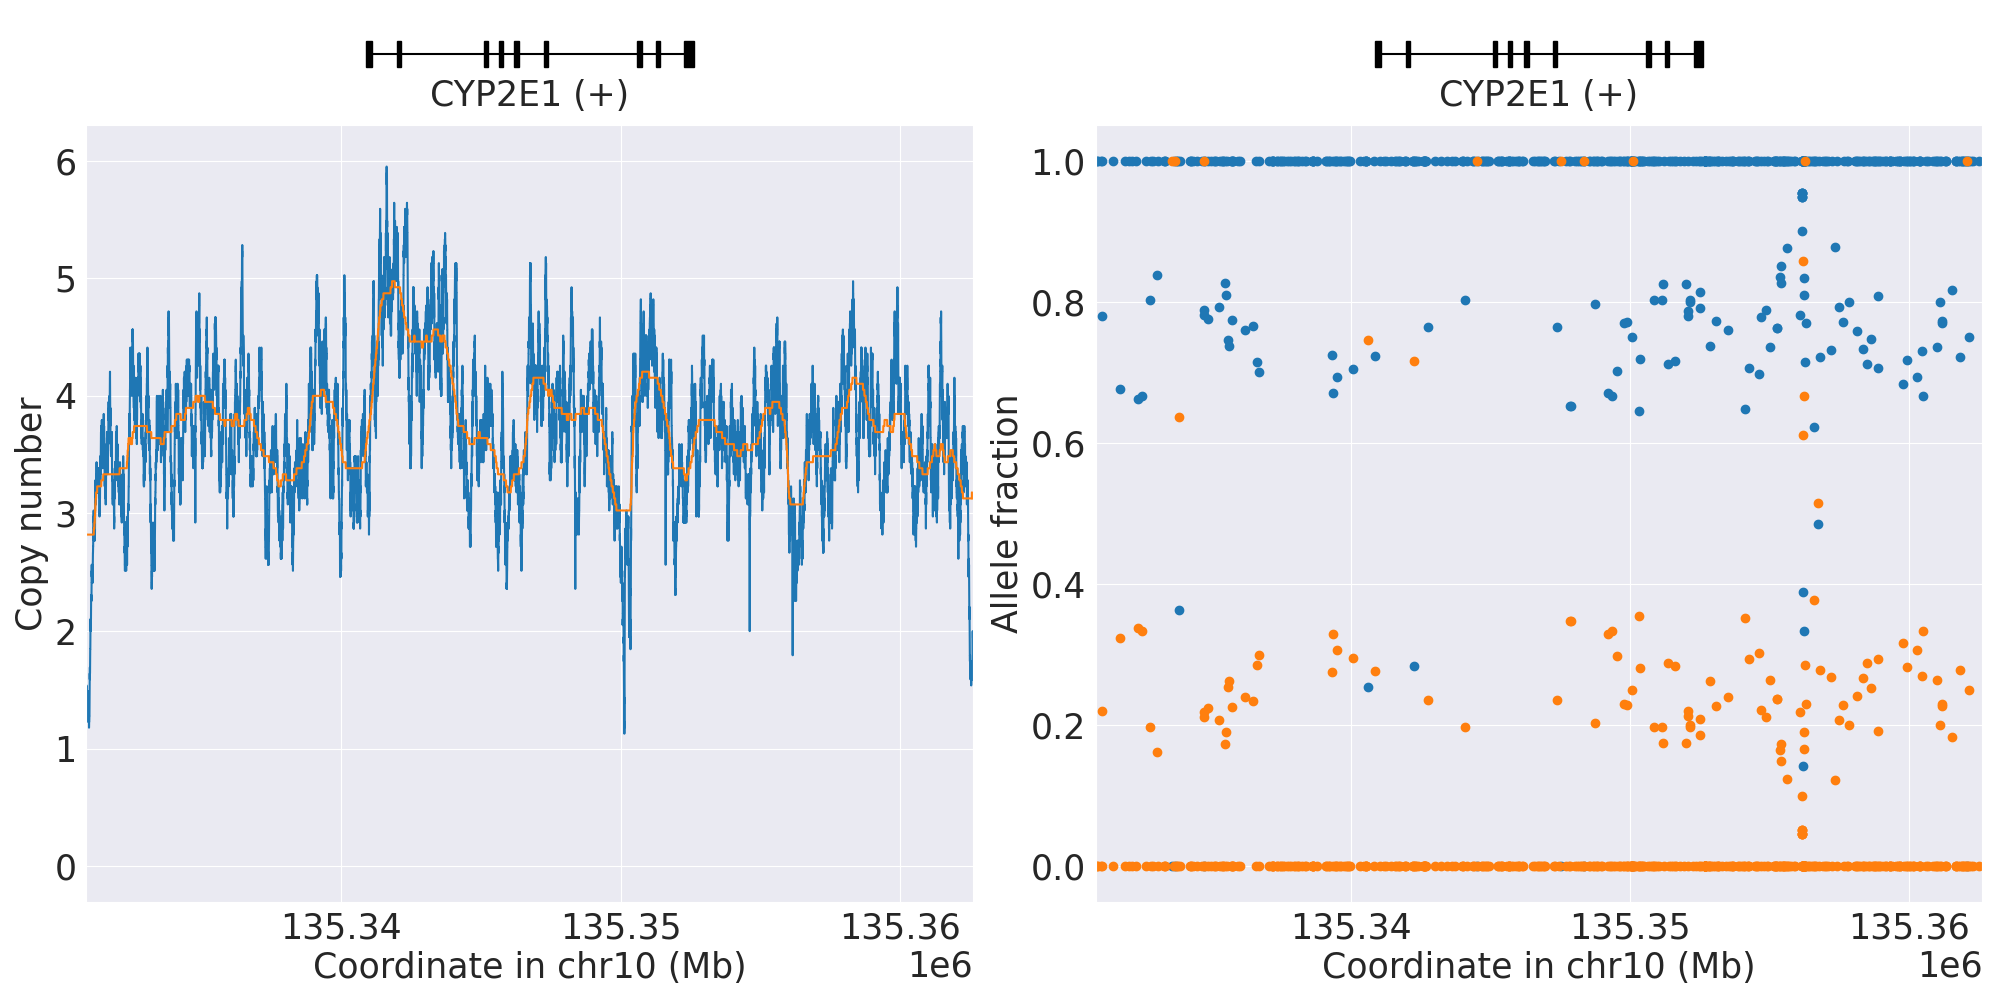 CYP2E1 (+)
6
5
4
3
2
1
0
Copy number
135.34 135.35 135.36
Coordinate in chr10 (Mb)
1e6
CYP2E1 (+)
1.0
0.8
0.6
0.4
0.2
0.0
Allele fraction
135.34 135.35 135.36
Coordinate in chr10 (Mb)
1e6